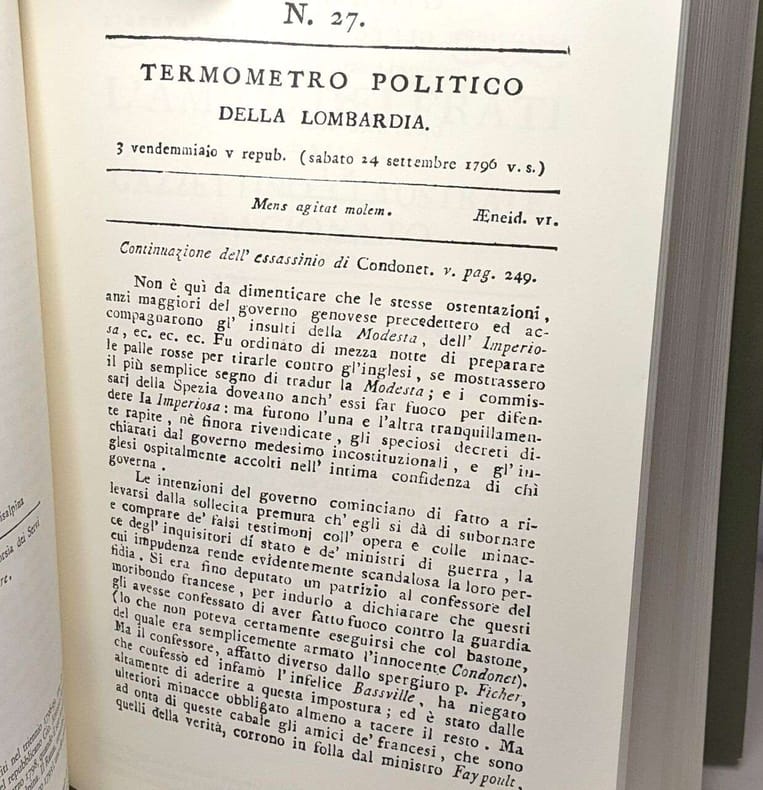 N. 27.
TERMOMETRO POLITICO
DELLA LOMBARDIA.
3 vendemmiaio v repub. (sabato 24 settembre 1796 v. s.)
Mens agitat molem. Æneid. VI.
Continuazione dell' essassinio di Condonet. v. pag. 249.
Non è quì da dimenticare che le stesse ostentazioni,
anzi maggiori del governo genovese precedettero ed ac-
compagnarono gl' insulti della Modesta, dell' Imperio-
sa, ec. ec. ec. Fu ordinato di mezza notte di preparare
le palle rosse per tirarle contro gl'inglesi, se mostrassero
il più semplice segno di tradur la Modesta; e i commis-
sarj della Spezia doveano anch' essi far fuoco per difen-
dere la Imperiosa: ma furono l'una e l'altra tranquillamen-
te rapite, nè finora rivendicate, gli speciosi decreti di-
chiarati dal governo medesimo incostituzionali, e gl' in-
glesi ospitalmente accolti nell' intima confidenza di chì
governa.
Le intenzioni del governo cominciano di fatto a ri-
levarsi dalla sollecita premura ch' egli si dà di subornare
e comprare de' falsi testimonj coll' opera e colle minac-
ce degl' inquisitori di stato e de' ministri di guerra, la
cui impudenza rende evidentemente scandalosa la loro per-
fidia. Si era fino deputato un patrizio al confessore del
moribondo francese, per indurlo a dichiarare che questi
gli avesse confessato di aver fatto fuoco contro la guardia
(lo che non poteva certamente eseguirsi che col bastone,
del quale era semplicemente armato l'innocente Condonet).
Ma il confessore, affatto diverso dallo spergiuro p. Ficher,
che confessò ed infamò l'infelice Bassville, ha niegato
altamente di aderire a questa impostura; ed è stato dalle
ulteriori minacce obbligato almeno a tacere il resto. Ma
ad onta di queste cabale gli amici de' francesi, che sono
quelli della verità, corrono in folla dal ministro Faypoult,
isalpina
esia dei Servi
re.
iti nel triennio